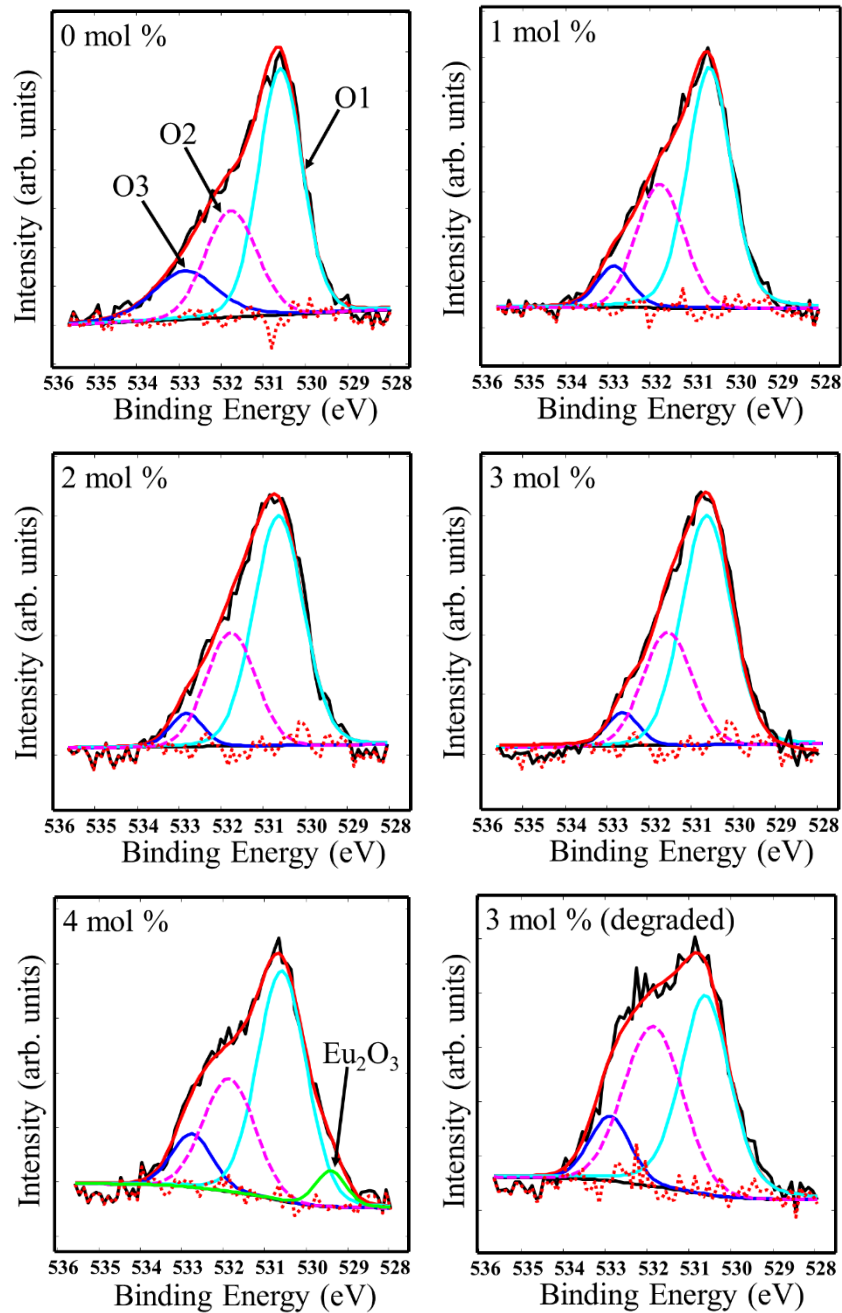 0 mol %
O1
O2
O3
Intensity (arb. units)
536 535 534 533 532 531 530 529 528
Binding Energy (eV)
1 mol %
Intensity (arb. units)
536 535 534 533 532 531 530 529 528
Binding Energy (eV)
2 mol %
Intensity (arb. units)
536 535 534 533 532 531 530 529 528
Binding Energy (eV)
3 mol %
Intensity (arb. units)
536 535 534 533 532 531 530 529 528
Binding Energy (eV)
4 mol %
Eu₂O₃
Intensity (arb. units)
536 535 534 533 532 531 530 529 528
Binding Energy (eV)
3 mol % (degraded)
Intensity (arb. units)
536 535 534 533 532 531 530 529 528
Binding Energy (eV)